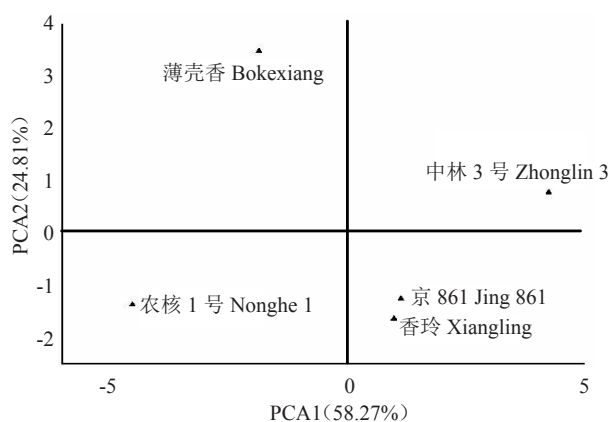 4
薄壳香 Bokexiang
3
2
中林 3 号 Zhonglin 3
1
PCA2(24.81%)
0
-1
农核 1 号 Nonghe 1
京 861 Jing 861
香玲 Xiangling
-2
-5
0
5
PCA1(58.27%)